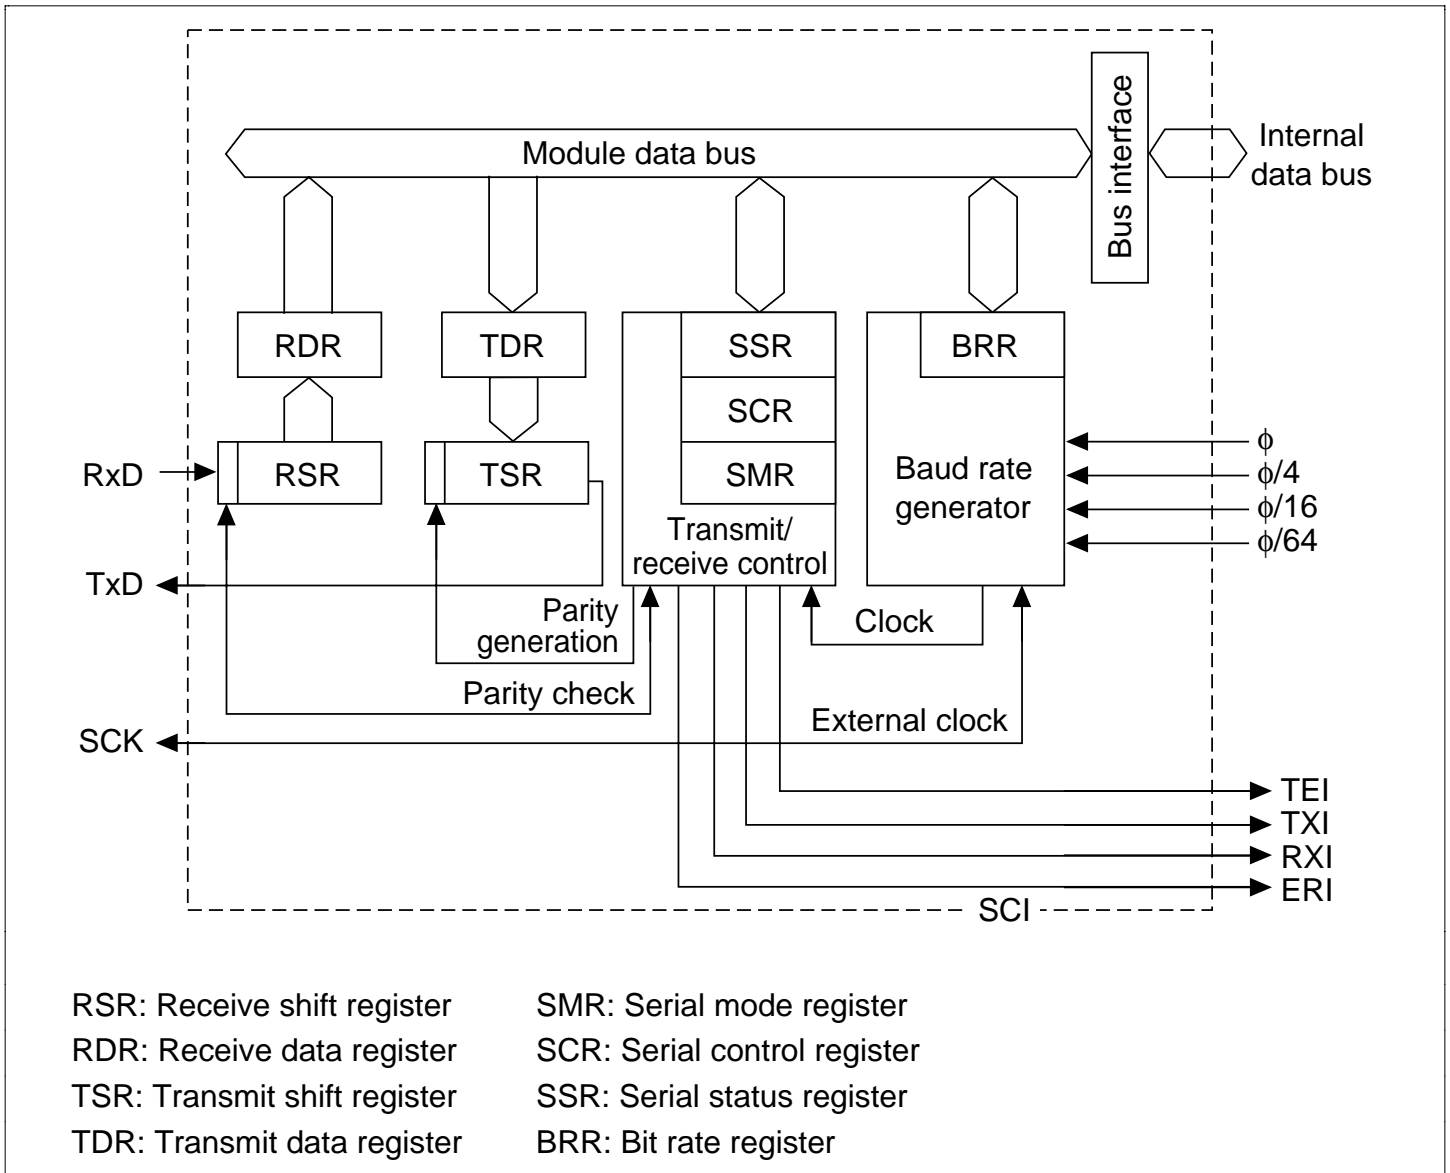 Module data bus
Bus interface
Internal
data bus
RDR
TDR
SSR
BRR
SCR
RxD
RSR
TSR
SMR
Baud rate
generator
ϕ
ϕ/4
ϕ/16
ϕ/64
Transmit/
receive control
TxD
Parity
generation
Clock
Parity check
External clock
SCK
TEI
TXI
RXI
ERI
SCI
RSR: Receive shift register
RDR: Receive data register
TSR: Transmit shift register
TDR: Transmit data register
SMR: Serial mode register
SCR: Serial control register
SSR: Serial status register
BRR: Bit rate register